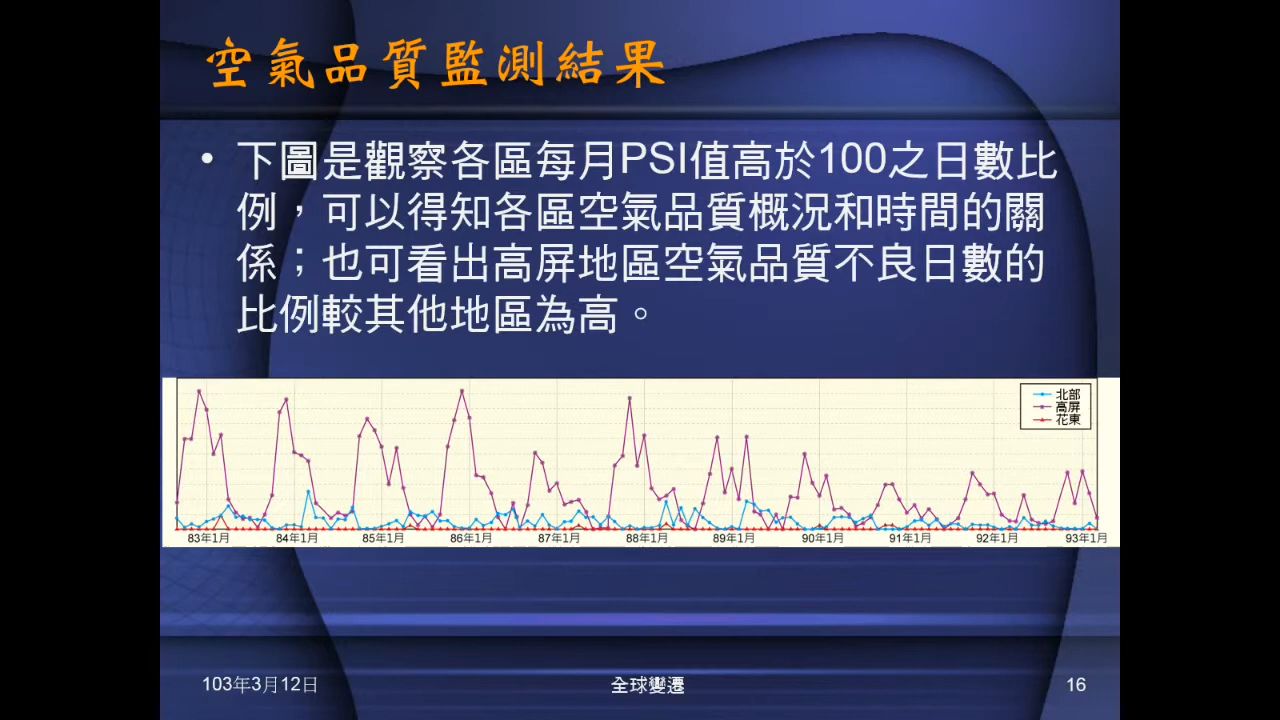 空氣品質監測結果
• 下圖是觀察各區每月PSI值高於100之日數比
例，可以得知各區空氣品質概況和時間的關
係；也可看出高屏地區空氣品質不良日數的
比例較其他地區為高。
北部
高屏
花東
83年1月 84年1月 85年1月 86年1月 87年1月 88年1月 89年1月 90年1月 91年1月 92年1月 93年1月
103年3月12日 全球變遷 16